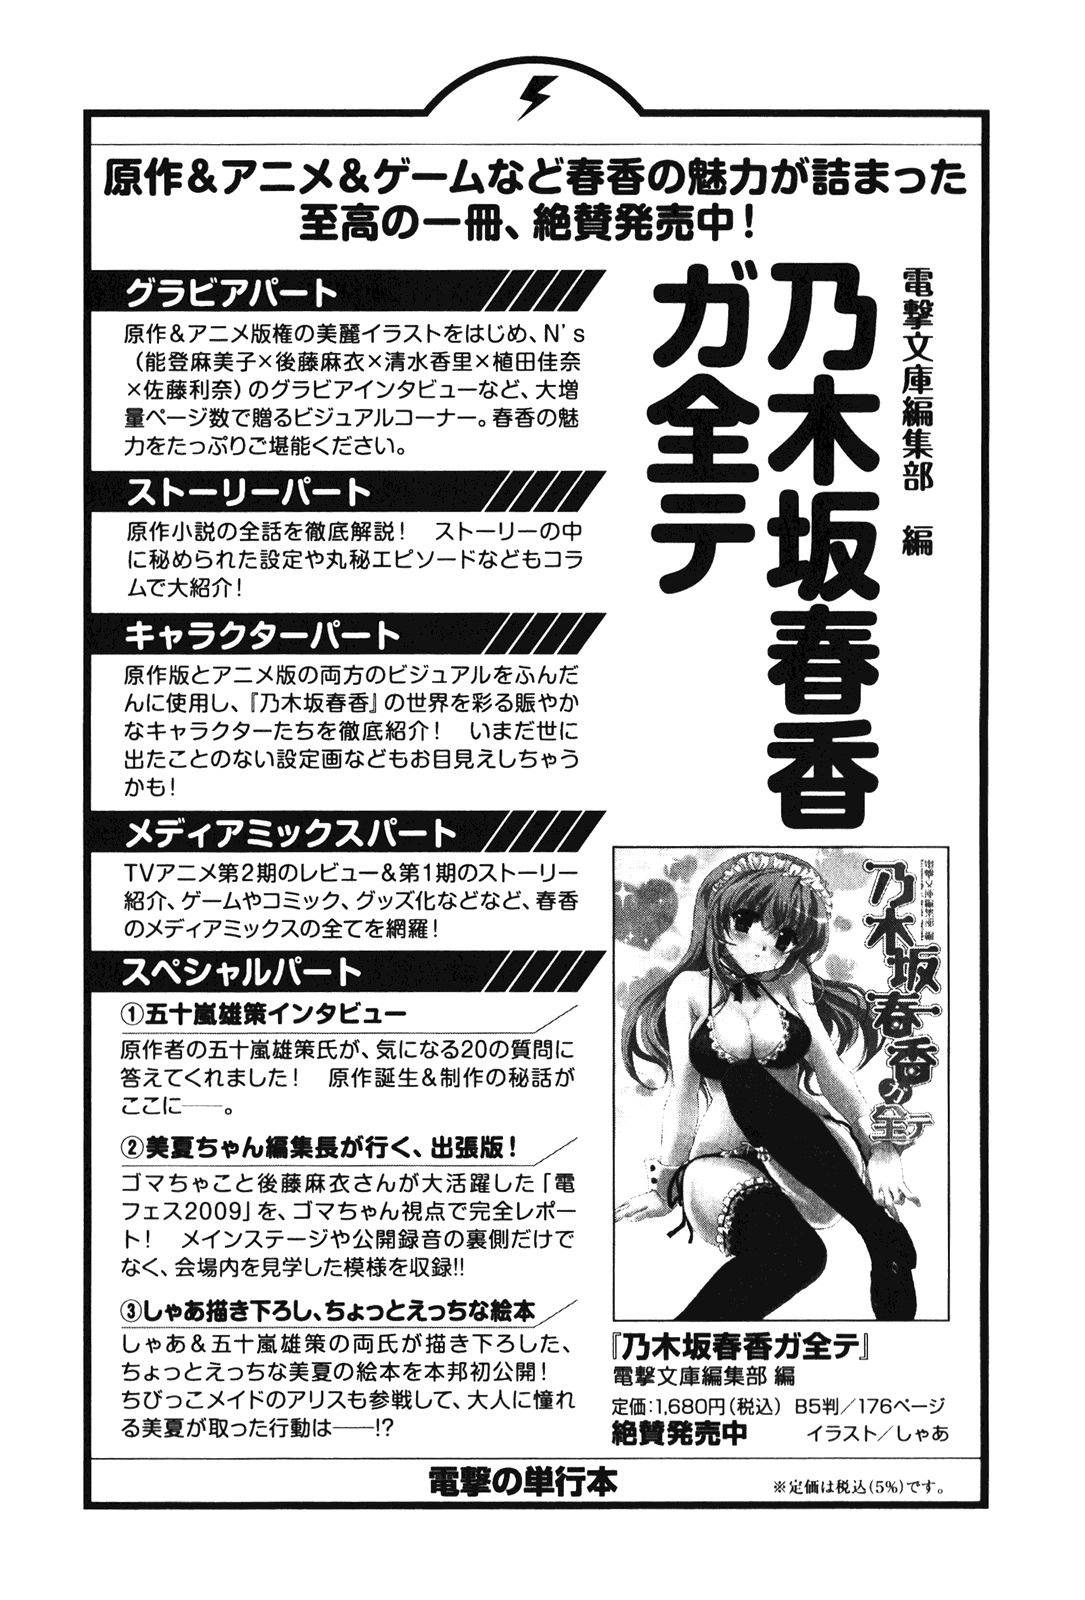 原作&アニメ&ゲームなど春香の魅力が詰まった
至高の一冊、絶賛発売中!
電撃文庫編集部 編
乃木坂春香
ガ全テ
グラビアパート
原作&アニメ版権の美麗イラストをはじめ、N's
(能登麻美子×後藤麻衣×清水香里×植田佳奈
×佐藤利奈)のグラビアインタビューなど、大増
量ページ数で贈るビジュアルコーナー。春香の魅
力をたっぷりご堪能ください。
ストーリーパート
原作小説の全話を徹底解説! ストーリーの中
に秘められた設定や丸秘エピソードなどもコラ
ムで大紹介!
キャラクターパート
原作版とアニメ版の両方のビジュアルをふんだ
んに使用し、『乃木坂春香』の世界を彩る賑やか
なキャラクターたちを徹底紹介! いまだ世に
出たことのない設定画などもお目見えしちゃう
かも!
メディアミックスパート
TVアニメ第2期のレビュー&第1期のストーリー
紹介、ゲームやコミック、グッズ化などなど、春香
のメディアミックスの全てを網羅!
スペシャルパート
①五十嵐雄策インタビュー
原作者の五十嵐雄策氏が、気になる20の質問に
答えてくれました! 原作誕生&制作の秘話が
ここに──。
②美夏ちゃん編集長が行く、出張版!
ゴマちゃこと後藤麻衣さんが大活躍した「電
フェス2009」を、ゴマちゃん視点で完全レポー
ト! メインステージや公開録音の裏側だけで
なく、会場内を見学した模様を収録!!
③しゃあ描き下ろし、ちょっとえっちな絵本
しゃあ&五十嵐雄策の両氏が描き下ろした、
ちょっとえっちな美夏の絵本を本邦初公開!
ちびっこメイドのアリスも参戦して、大人に憧れ
る美夏が取った行動は──!?
乃木坂春香ガ全テ
『乃木坂春香ガ全テ』
電撃文庫編集部 編
定価:1,680円(税込) B5判/176ページ
絶賛発売中 イラスト/しゃあ
電撃の単行本
※定価は税込(5%)です。